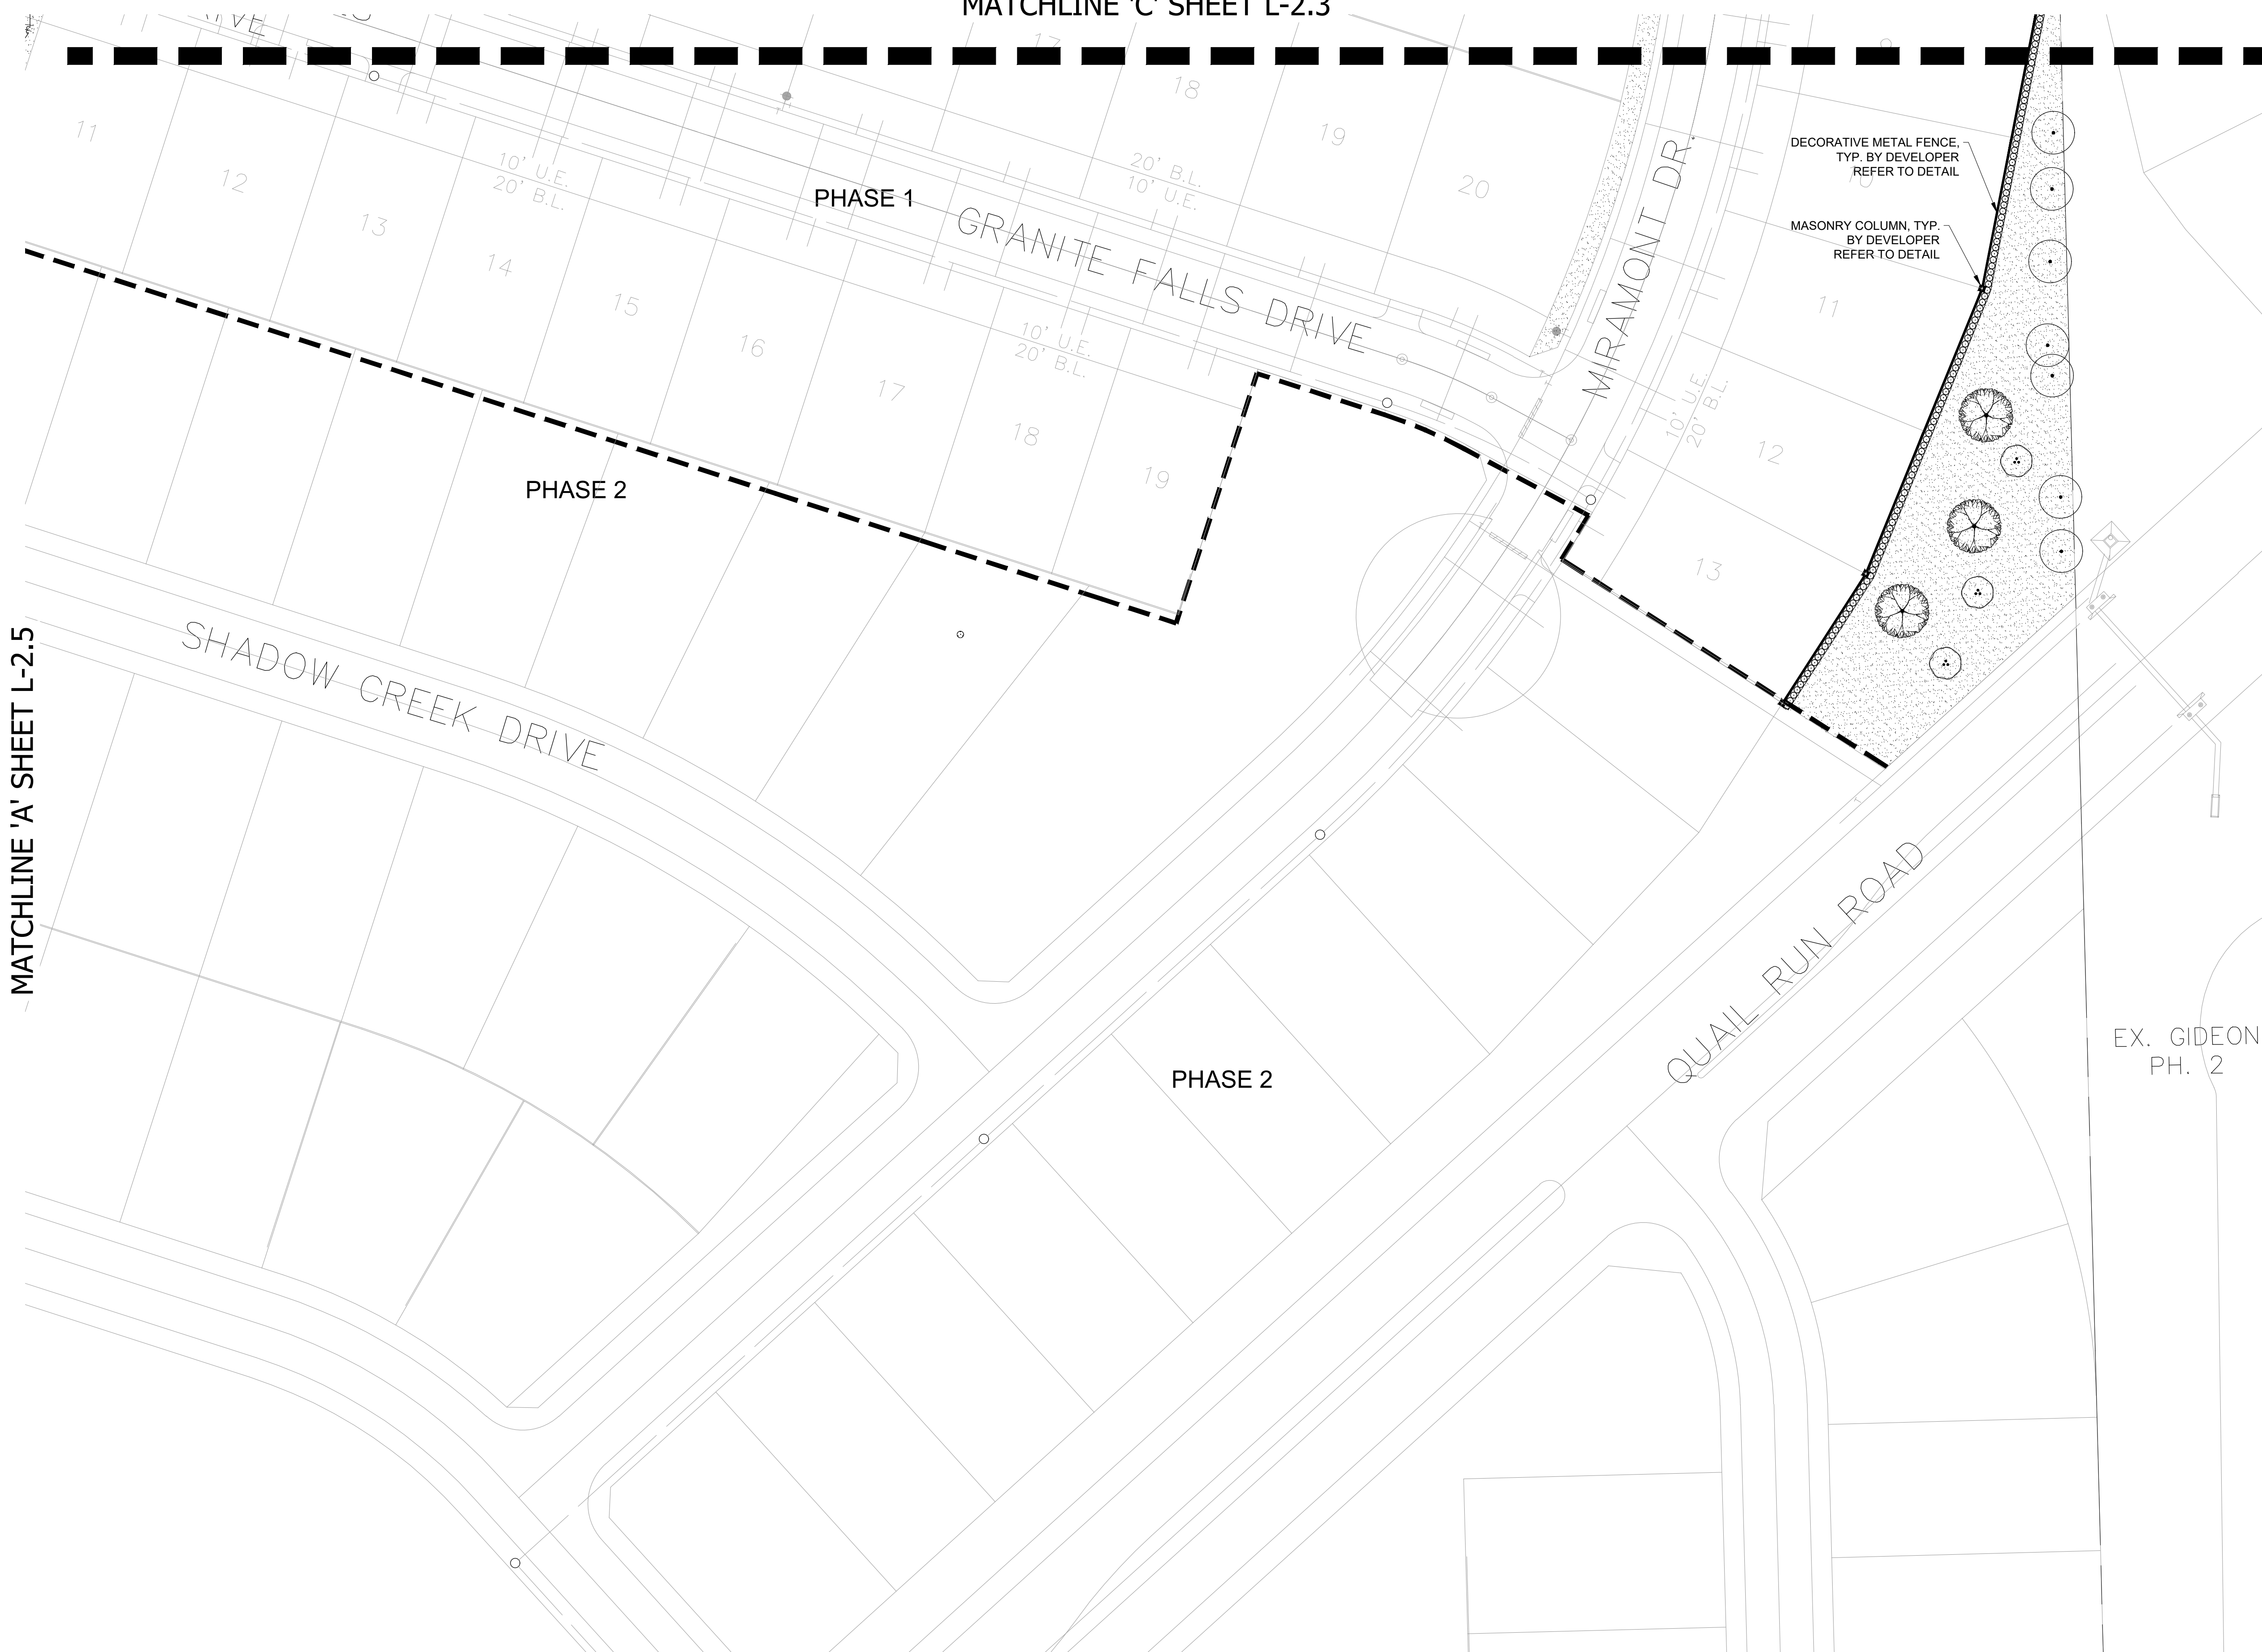 MATCHLINE 'C' SHEET L-2.3
17
18
19
20
11
12
13
14
15
16
17
18
19
10' U.E.
20' B.L.
20' B.L.
10' U.E.
10' U.E.
20' B.L.
PHASE 1
GRANITE FALLS DRIVE
MIRAMONT DR.
DECORATIVE METAL FENCE,
TYP. BY DEVELOPER
REFER TO DETAIL
MASONRY COLUMN, TYP.
BY DEVELOPER
REFER TO DETAIL
11
12
13
10' U.E.
20' B.L.
PHASE 2
SHADOW CREEK DRIVE
MATCHLINE 'A' SHEET L-2.5
QUAIL RUN ROAD
PHASE 2
EX. GIDEON
PH. 2